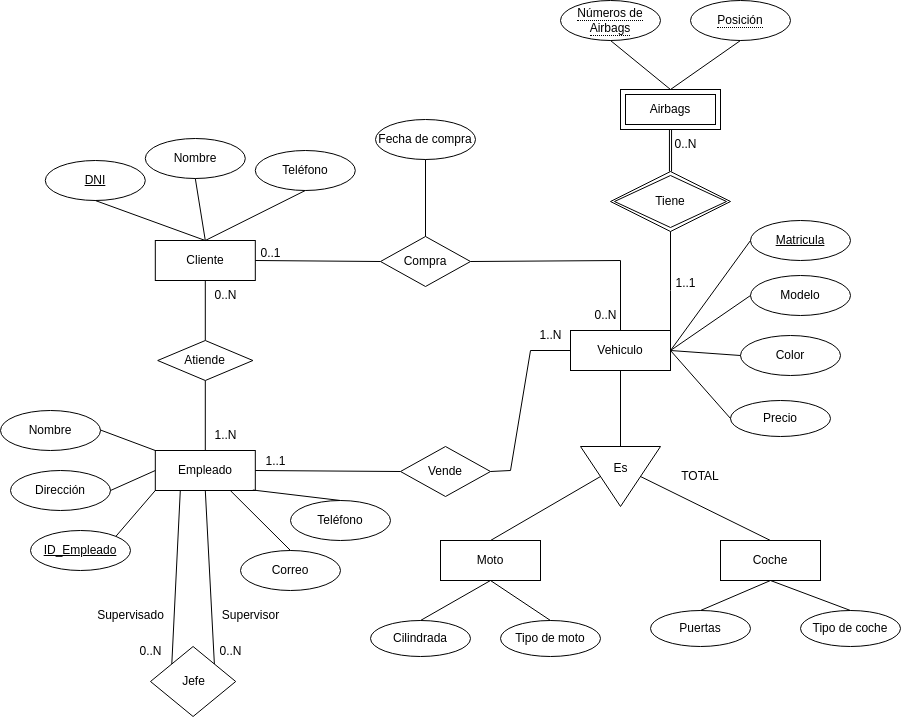 Números de
Airbags
Posición
Airbags
0..N
Fecha de compra
Nombre
Teléfono
DNI
Tiene
Matricula
Cliente
0..1
Compra
1..1
0..N
Modelo
0..N
1..N
Vehiculo
Color
Atiende
Precio
Nombre
1..N
Empleado
1..1
Vende
Es
TOTAL
Dirección
Teléfono
ID_Empleado
Correo
Moto
Coche
Supervisado
Supervisor
Cilindrada
Tipo de moto
Puertas
Tipo de coche
0..N
0..N
Jefe